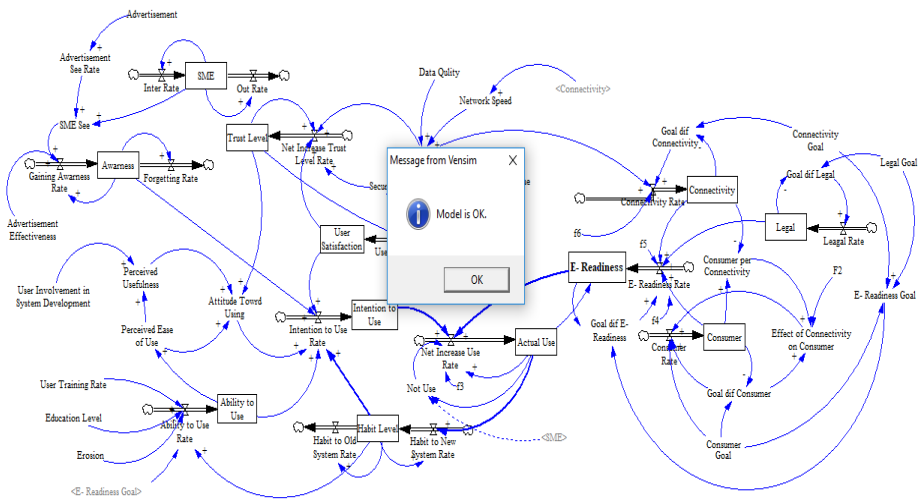 Advertisement
Advertisement
See Rate
SME
Inter Rate
Out Rate
Data Qulity
Network Speed
<Connectivity>
SME See
Trust Level
Net Increase Trust
Level Rate
Goal dif
Connectivity
Connectivity
Goal
Awarness
Gaining Awarness
Rate
Forgetting Rate
Message from Vensim
X
Model is OK.
OK
Goal dif Legal
Legal Goal
Connectivity
Connectivity Rate
Advertisement
Effectiveness
f6
Legal
Leagal Rate
User
Satisfaction
f5
Consumer per
Connectivity
E- Readiness
E- Readiness Rate
F2
Perceived
Usefulness
User Involvement in
System Development
Attitude Towrd
Using
Intention to
Use
Intention to Use
Rate
E- Readiness Goal
Perceived Ease
of Use
Goal dif E-
Readiness
f4
Consumer
Consumer
Rate
Effect of Connectivity
on Consumer
Actual Use
Net Increase Use
Rate
f3
Not Use
Goal dif Consumer
User Training Rate
Ability to
Use
Ability to Use
Rate
Education Level
Erosion
Habit Level
Habit to Old
System Rate
Habit to New
System Rate
<SME>
Consumer
Goal
<E- Readiness Goal>